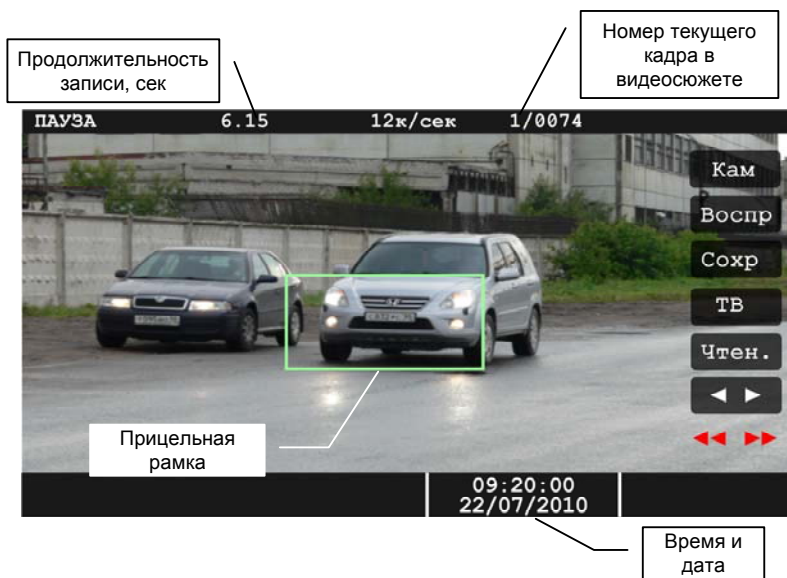 Продолжительность
записи, сек
Номер текущего
кадра в
видеосюжете
ПАУЗА 6.15 12к/сек 1/0074
Кам
Воспр
Сохр
ТВ
Чтен.
Прицельная
рамка
09:20:00
22/07/2010
Время и
дата